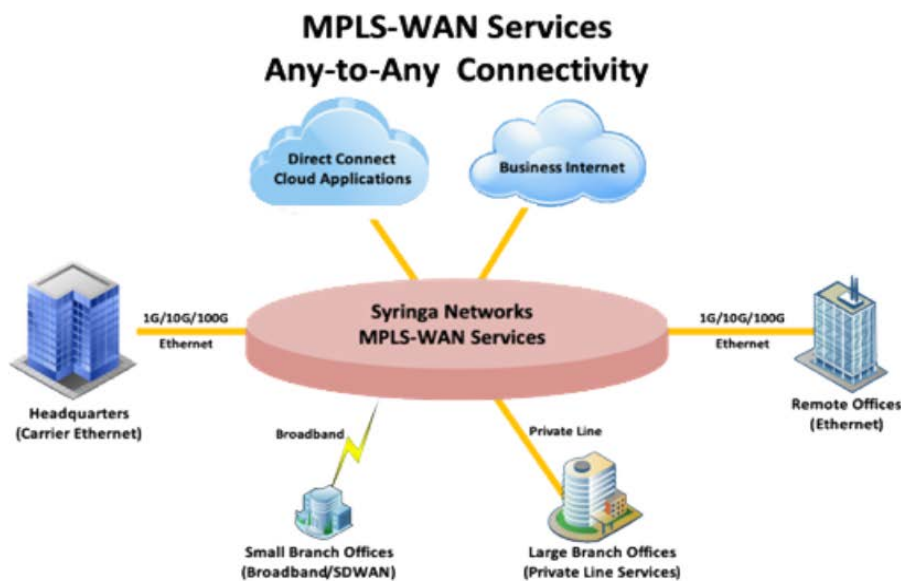 MPLS-WAN Services
Any-to-Any Connectivity
Direct Connect
Cloud Applications
Business Internet
Syringa Networks
MPLS-WAN Services
1G/10G/100G
Ethernet
1G/10G/100G
Ethernet
Headquarters
(Carrier Ethernet)
Remote Offices
(Ethernet)
Broadband
Private Line
Small Branch Offices
(Broadband/SDWAN)
Large Branch Offices
(Private Line Services)